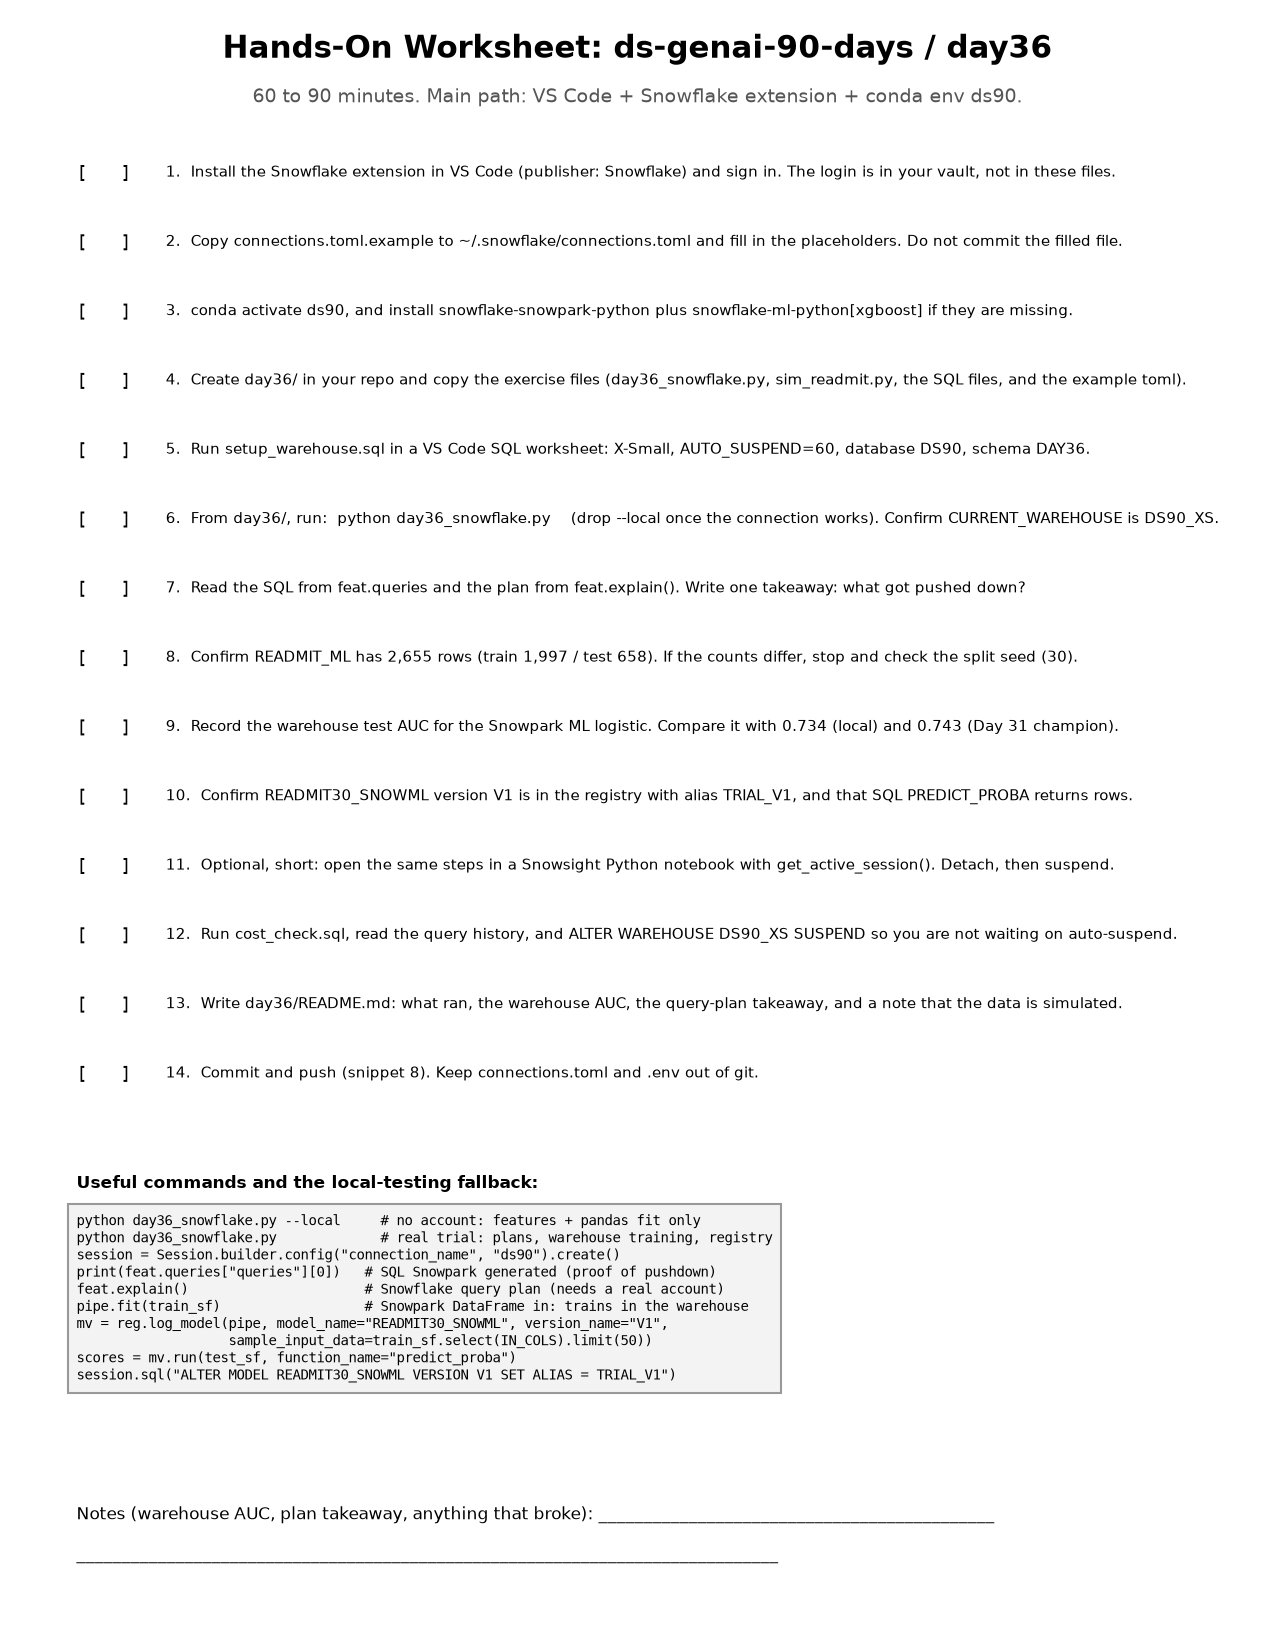 Hands-On Worksheet: ds-genai-90-days / day36
60 to 90 minutes. Main path: VS Code + Snowflake extension + conda env ds90.
[ ] 1. Install the Snowflake extension in VS Code (publisher: Snowflake) and sign in. The login is in your vault, not in these files.
[ ] 2. Copy connections.toml.example to ~/.snowflake/connections.toml and fill in the placeholders. Do not commit the filled file.
[ ] 3. conda activate ds90, and install snowflake-snowpark-python plus snowflake-ml-python[xgboost] if they are missing.
[ ] 4. Create day36/ in your repo and copy the exercise files (day36_snowflake.py, sim_readmit.py, the SQL files, and the example toml).
[ ] 5. Run setup_warehouse.sql in a VS Code SQL worksheet: X-Small, AUTO_SUSPEND=60, database DS90, schema DAY36.
[ ] 6. From day36/, run:  python day36_snowflake.py    (drop --local once the connection works). Confirm CURRENT_WAREHOUSE is DS90_XS.
[ ] 7. Read the SQL from feat.queries and the plan from feat.explain(). Write one takeaway: what got pushed down?
[ ] 8. Confirm READMIT_ML has 2,655 rows (train 1,997 / test 658). If the counts differ, stop and check the split seed (30).
[ ] 9. Record the warehouse test AUC for the Snowpark ML logistic. Compare it with 0.734 (local) and 0.743 (Day 31 champion).
[ ] 10. Confirm READMIT30_SNOWML version V1 is in the registry with alias TRIAL_V1, and that SQL PREDICT_PROBA returns rows.
[ ] 11. Optional, short: open the same steps in a Snowsight Python notebook with get_active_session(). Detach, then suspend.
[ ] 12. Run cost_check.sql, read the query history, and ALTER WAREHOUSE DS90_XS SUSPEND so you are not waiting on auto-suspend.
[ ] 13. Write day36/README.md: what ran, the warehouse AUC, the query-plan takeaway, and a note that the data is simulated.
[ ] 14. Commit and push (snippet 8). Keep connections.toml and .env out of git.
Useful commands and the local-testing fallback:
python day36_snowflake.py --local     # no account: features + pandas fit only
python day36_snowflake.py             # real trial: plans, warehouse training, registry
session = Session.builder.config("connection_name", "ds90").create()
print(feat.queries["queries"][0])   # SQL Snowpark generated (proof of pushdown)
feat.explain()                      # Snowflake query plan (needs a real account)
pipe.fit(train_sf)                  # Snowpark DataFrame in: trains in the warehouse
mv = reg.log_model(pipe, model_name="READMIT30_SNOWML", version_name="V1",
                   sample_input_data=train_sf.select(IN_COLS).limit(50))
scores = mv.run(test_sf, function_name="predict_proba")
session.sql("ALTER MODEL READMIT30_SNOWML VERSION V1 SET ALIAS = TRIAL_V1")
Notes (warehouse AUC, plan takeaway, anything that broke): ____________________________________________
______________________________________________________________________________